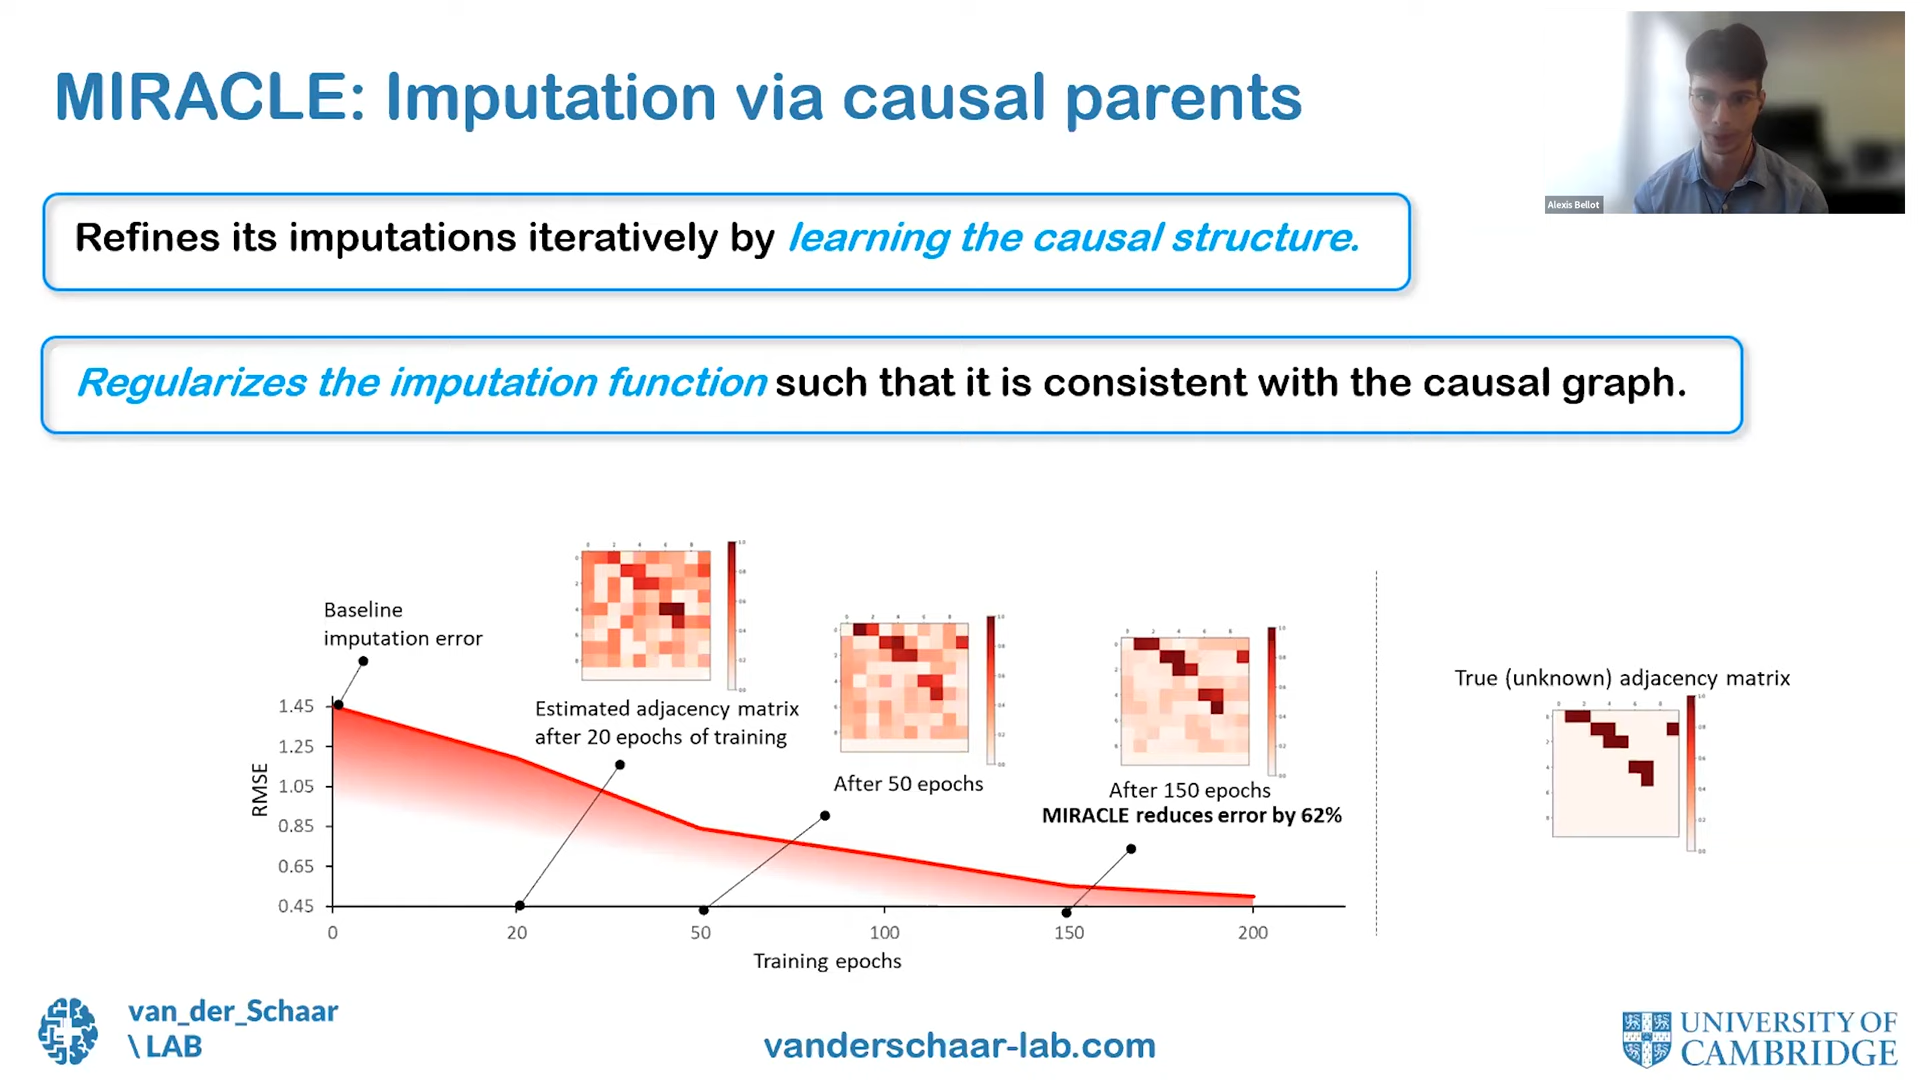 MIRACLE: Imputation via causal parents
Alexis Bellot
Refines its imputations iteratively by learning the causal structure.
Regularizes the imputation function such that it is consistent with the causal graph.
Baseline
imputation error
Estimated adjacency matrix
after 20 epochs of training
After 50 epochs
After 150 epochs
MIRACLE reduces error by 62%
True (unknown) adjacency matrix
RMSE
1.45
1.25
1.05
0.85
0.65
0.45
0 20 50 100 150 200
Training epochs
van_der_Schaar
\ LAB
vanderschaar-lab.com
UNIVERSITY OF
CAMBRIDGE